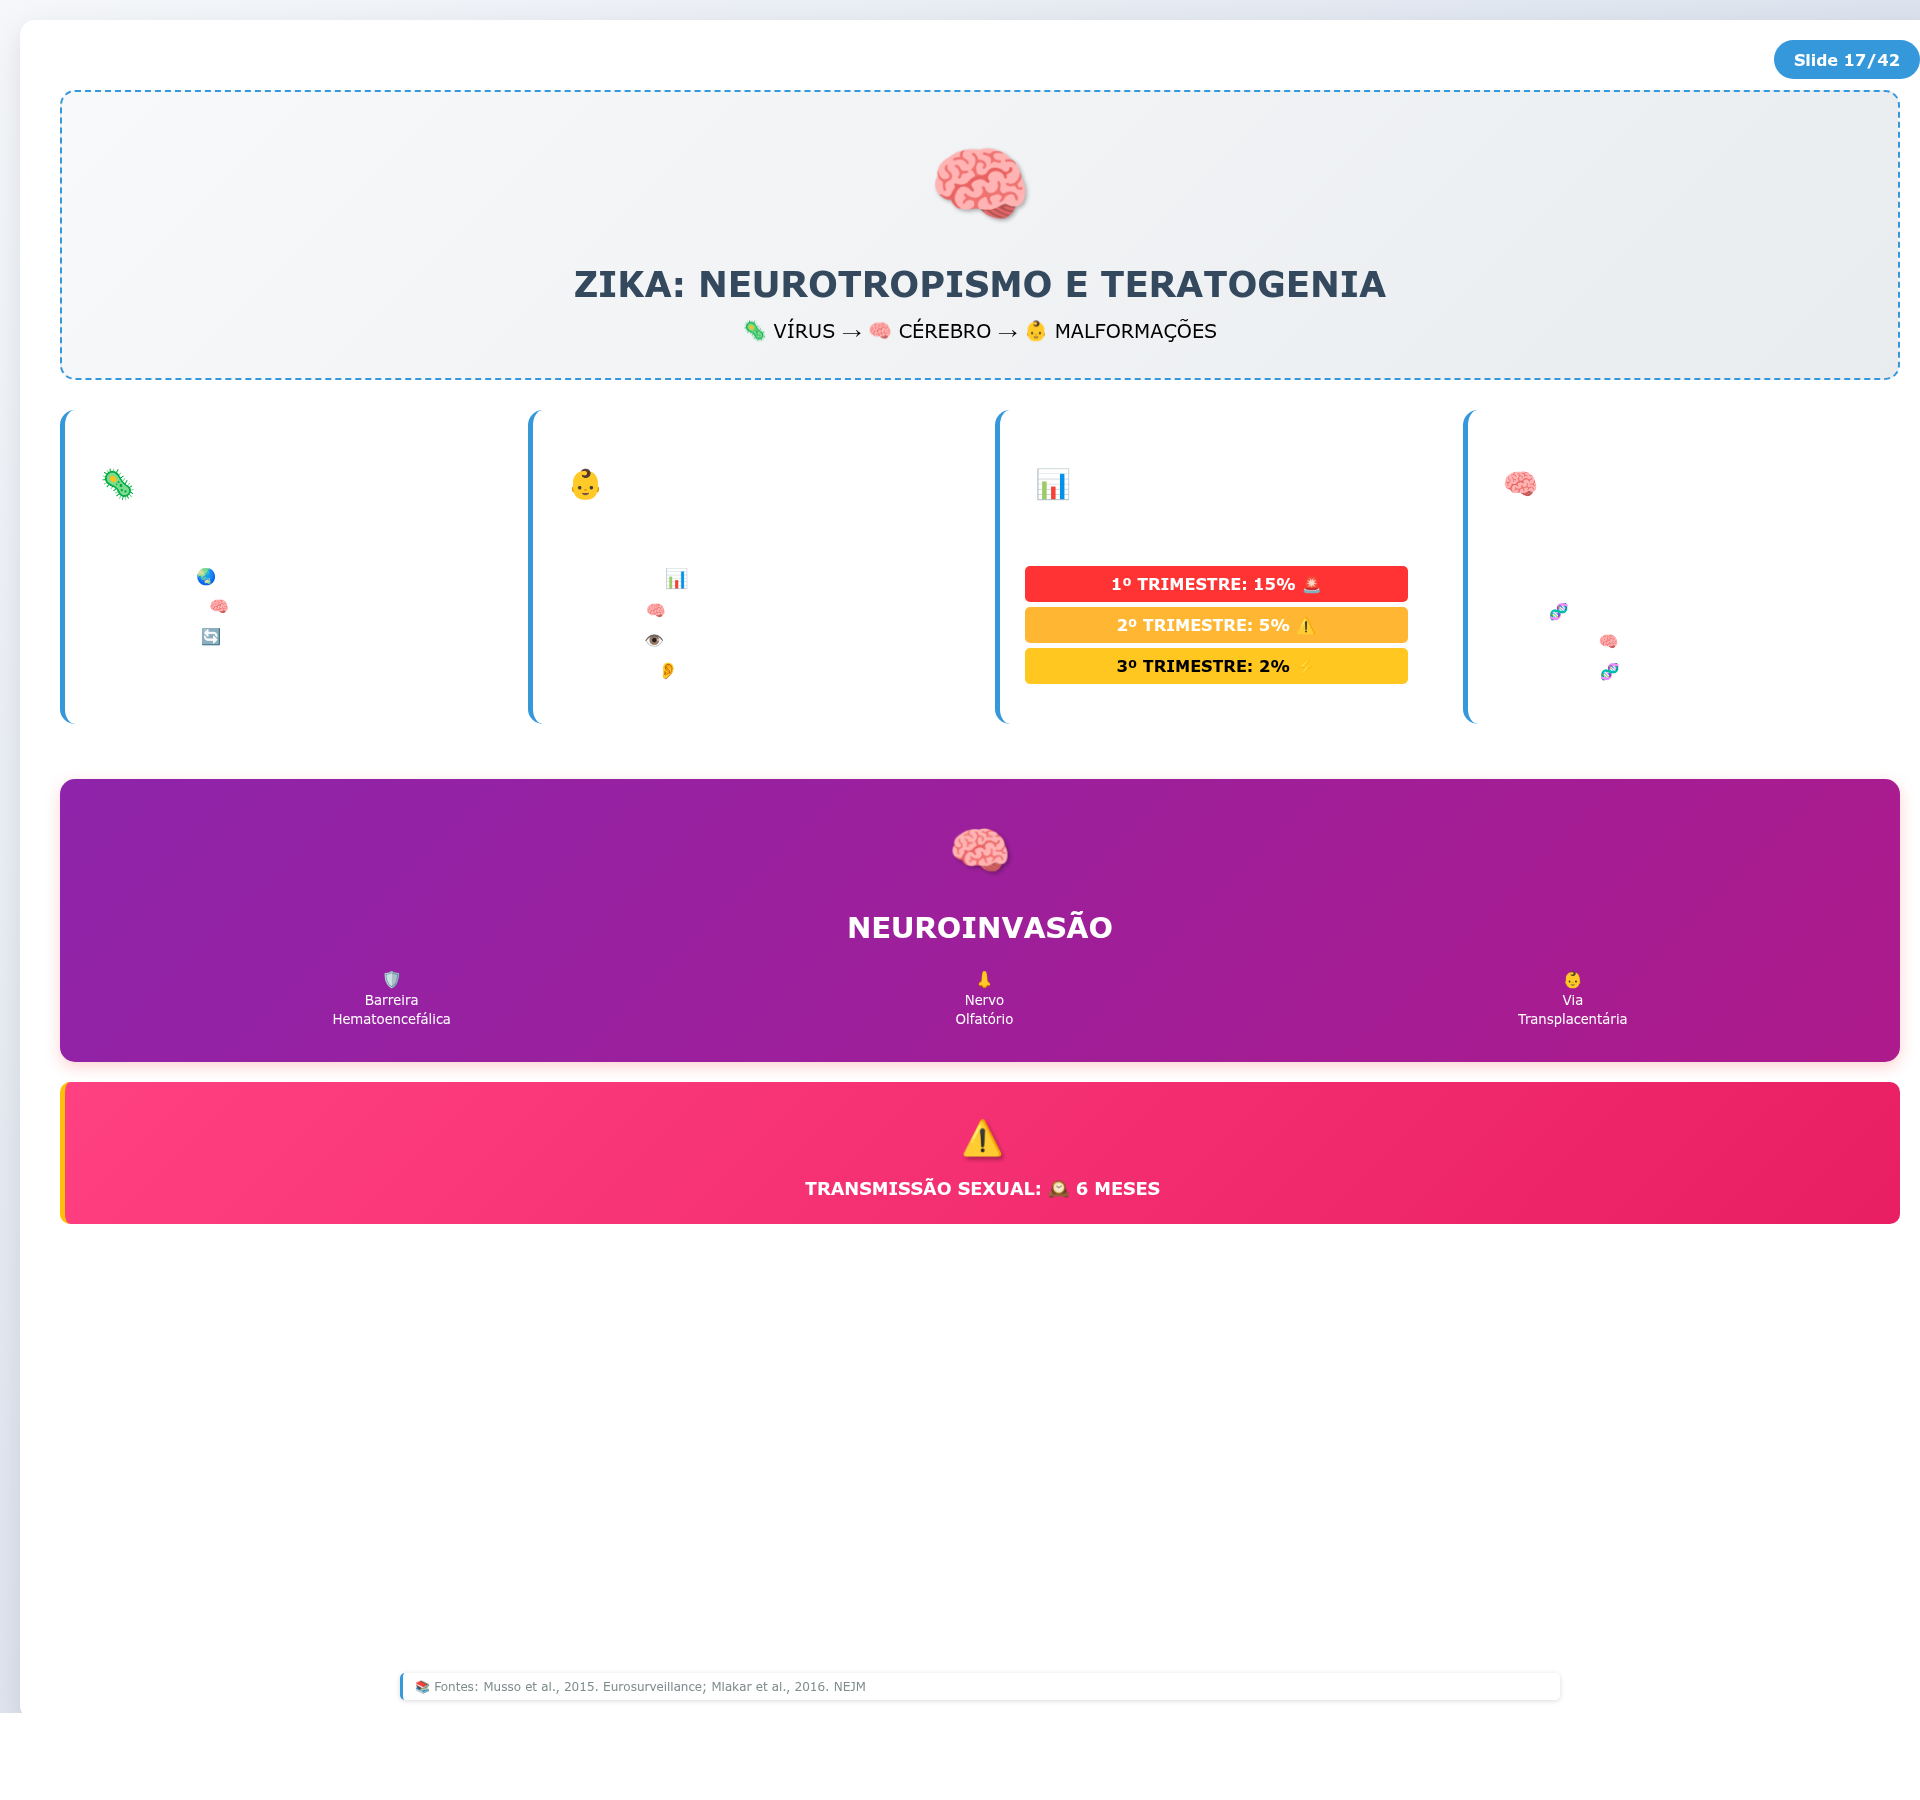 Slide 17/42
ZIKA: NEUROTROPISMO E TERATOGENIA
🦠 VÍRUS → 🧠 CÉREBRO → 👶 MALFORMAÇÕES
1º TRIMESTRE: 15% 🚨
2º TRIMESTRE: 5% ⚠️
3º TRIMESTRE: 2% ⚡
NEUROINVASÃO
Barreira
Hematoencefálica
Nervo
Olfatório
Via
Transplacentária
TRANSMISSÃO SEXUAL: 🕰️ 6 MESES
📚 Fontes: Musso et al., 2015. Eurosurveillance; Mlakar et al., 2016. NEJM